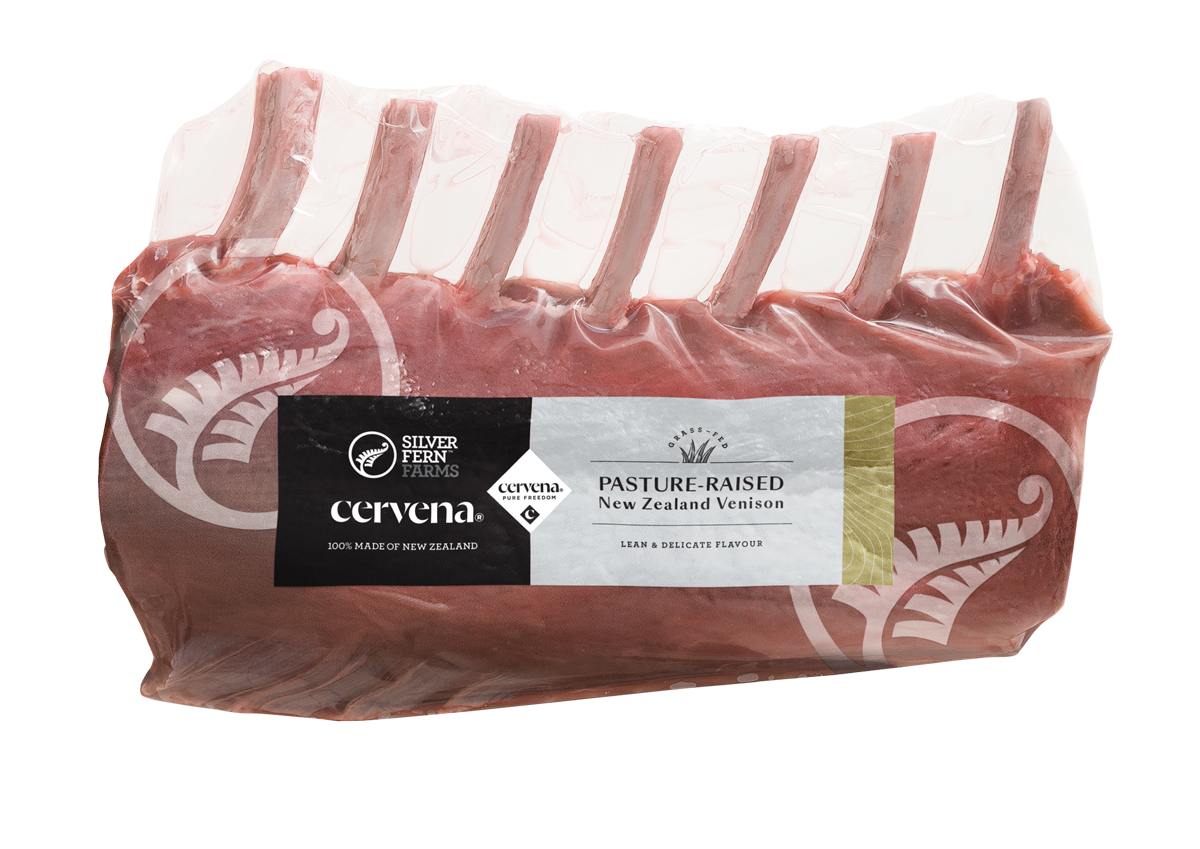 SILVER
FERN™
FARMS
cervena®
100% MADE OF NEW ZEALAND
cervena®
PURE FREEDOM
GRASS-FED
PASTURE-RAISED
New Zealand Venison
LEAN & DELICATE FLAVOUR